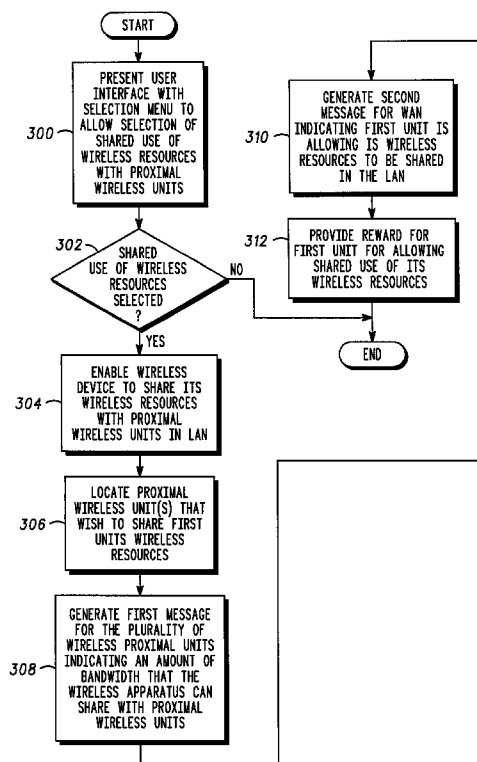 START
300
PRESENT USER
INTERFACE WITH
SELECTION MENU TO
ALLOW SELECTION OF
SHARED USE OF
WIRELESS RESOURCES
WITH PROXIMAL
WIRELESS UNITS
302
SHARED
USE OF WIRELESS
RESOURCES
SELECTED
?
NO
YES
304
ENABLE WIRELESS
DEVICE TO SHARE ITS
WIRELESS RESOURCES
WITH PROXIMAL
WIRELESS UNITS IN LAN
306
LOCATE PROXIMAL
WIRELESS UNIT(S) THAT
WISH TO SHARE FIRST
UNITS WIRELESS
RESOURCES
308
GENERATE FIRST MESSAGE
FOR THE PLURALITY OF
WIRELESS PROXIMAL UNITS
INDICATING AN AMOUNT OF
BANDWIDTH THAT THE
WIRELESS APPARATUS CAN
SHARE WITH PROXIMAL
WIRELESS UNITS
310
GENERATE SECOND
MESSAGE FOR WAN
INDICATING FIRST UNIT IS
ALLOWING IS WIRELESS
RESOURCES TO BE SHARED
IN THE LAN
312
PROVIDE REWARD FOR
FIRST UNIT FOR ALLOWING
SHARED USE OF ITS
WIRELESS RESOURCES
END